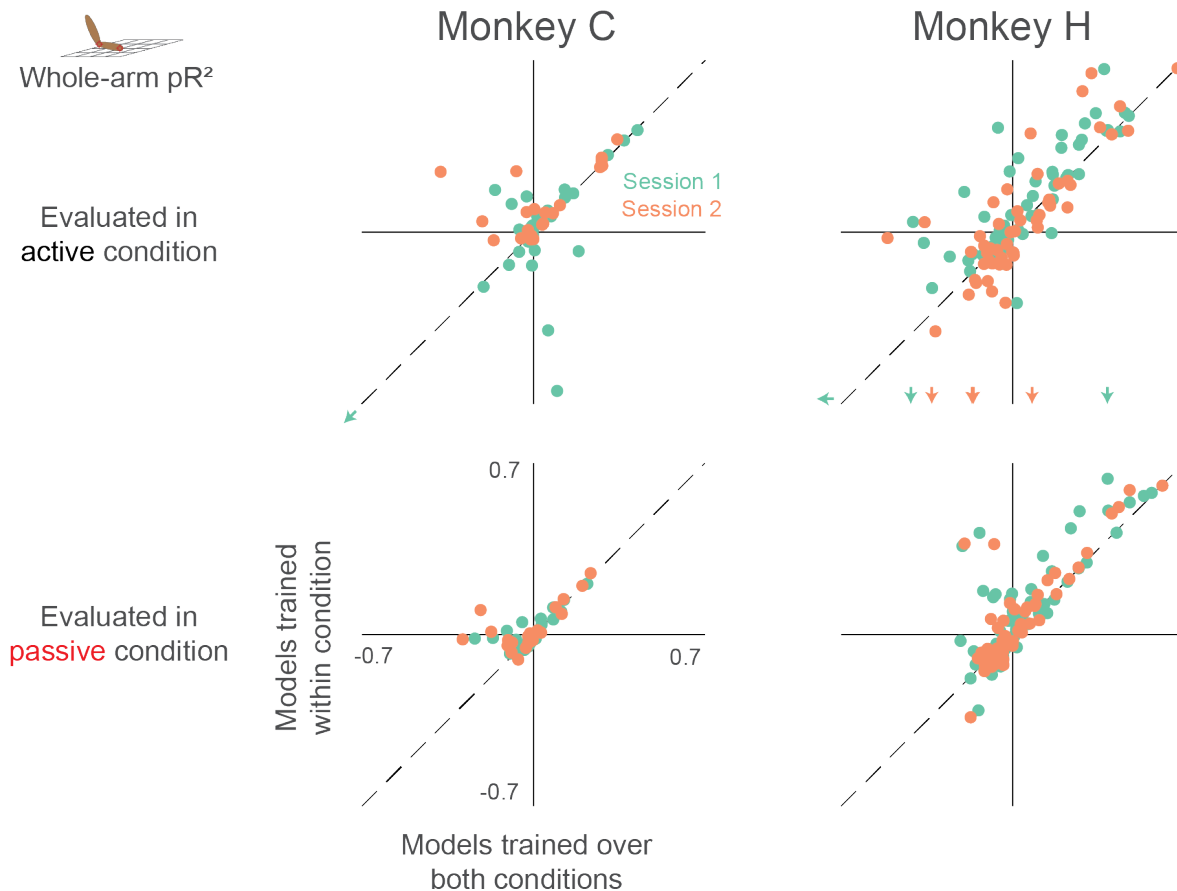 Monkey C
Monkey H
Whole-arm pR²
Session 1
Session 2
Evaluated in
active condition
0.7
Models trained
within condition
Evaluated in
passive condition
-0.7
0.7
-0.7
Models trained over
both conditions